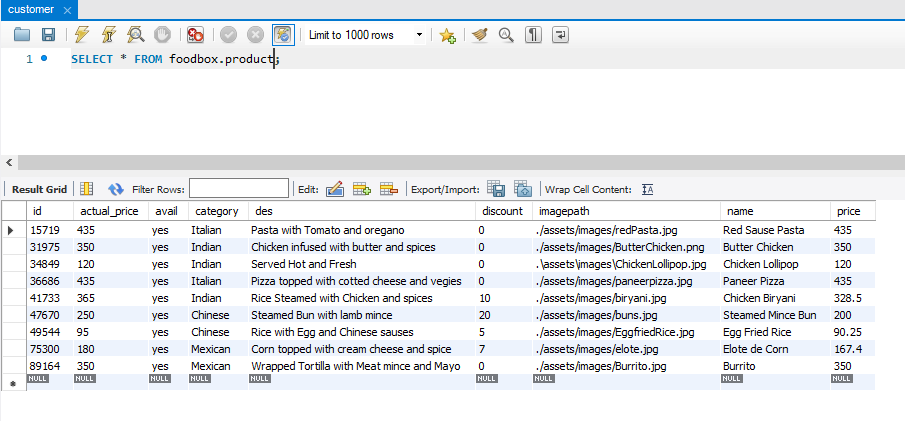 customer ×
Limit to 1000 rows
1 SELECT * FROM foodbox.product;
Result Grid Filter Rows: Edit: Export/Import: Wrap Cell Content:
id actual_price avail category des discount imagepath name price
15719 435 yes Italian Pasta with Tomato and oregano 0 ./assets/images/redPasta.jpg Red Sause Pasta 435
31975 350 yes Indian Chicken infused with butter and spices 0 ./assets/images/ButterChicken.png Butter Chicken 350
34849 120 yes Indian Served Hot and Fresh 0 .\assets\images\ChickenLollipop.jpg Chicken Lollipop 120
36686 435 yes Italian Pizza topped with cotted cheese and vegies 0 ./assets/images/paneerpizza.jpg Paneer Pizza 435
41733 365 yes Indian Rice Steamed with Chicken and spices 10 ./assets/images/biryani.jpg Chicken Biryani 328.5
47670 250 yes Chinese Steamed Bun with lamb mince 20 ./assets/images/buns.jpg Steamed Mince Bun 200
49544 95 yes Chinese Rice with Egg and Chinese sauses 5 ./assets/images/EggfriedRice.jpg Egg Fried Rice 90.25
75300 180 yes Mexican Corn topped with cream cheese and spice 7 ./assets/images/elote.jpg Elote de Corn 167.4
89164 350 yes Mexican Wrapped Tortilla with Meat mince and Mayo 0 ./assets/images/Burrito.jpg Burrito 350
NULL NULL NULL NULL NULL NULL NULL NULL NULL